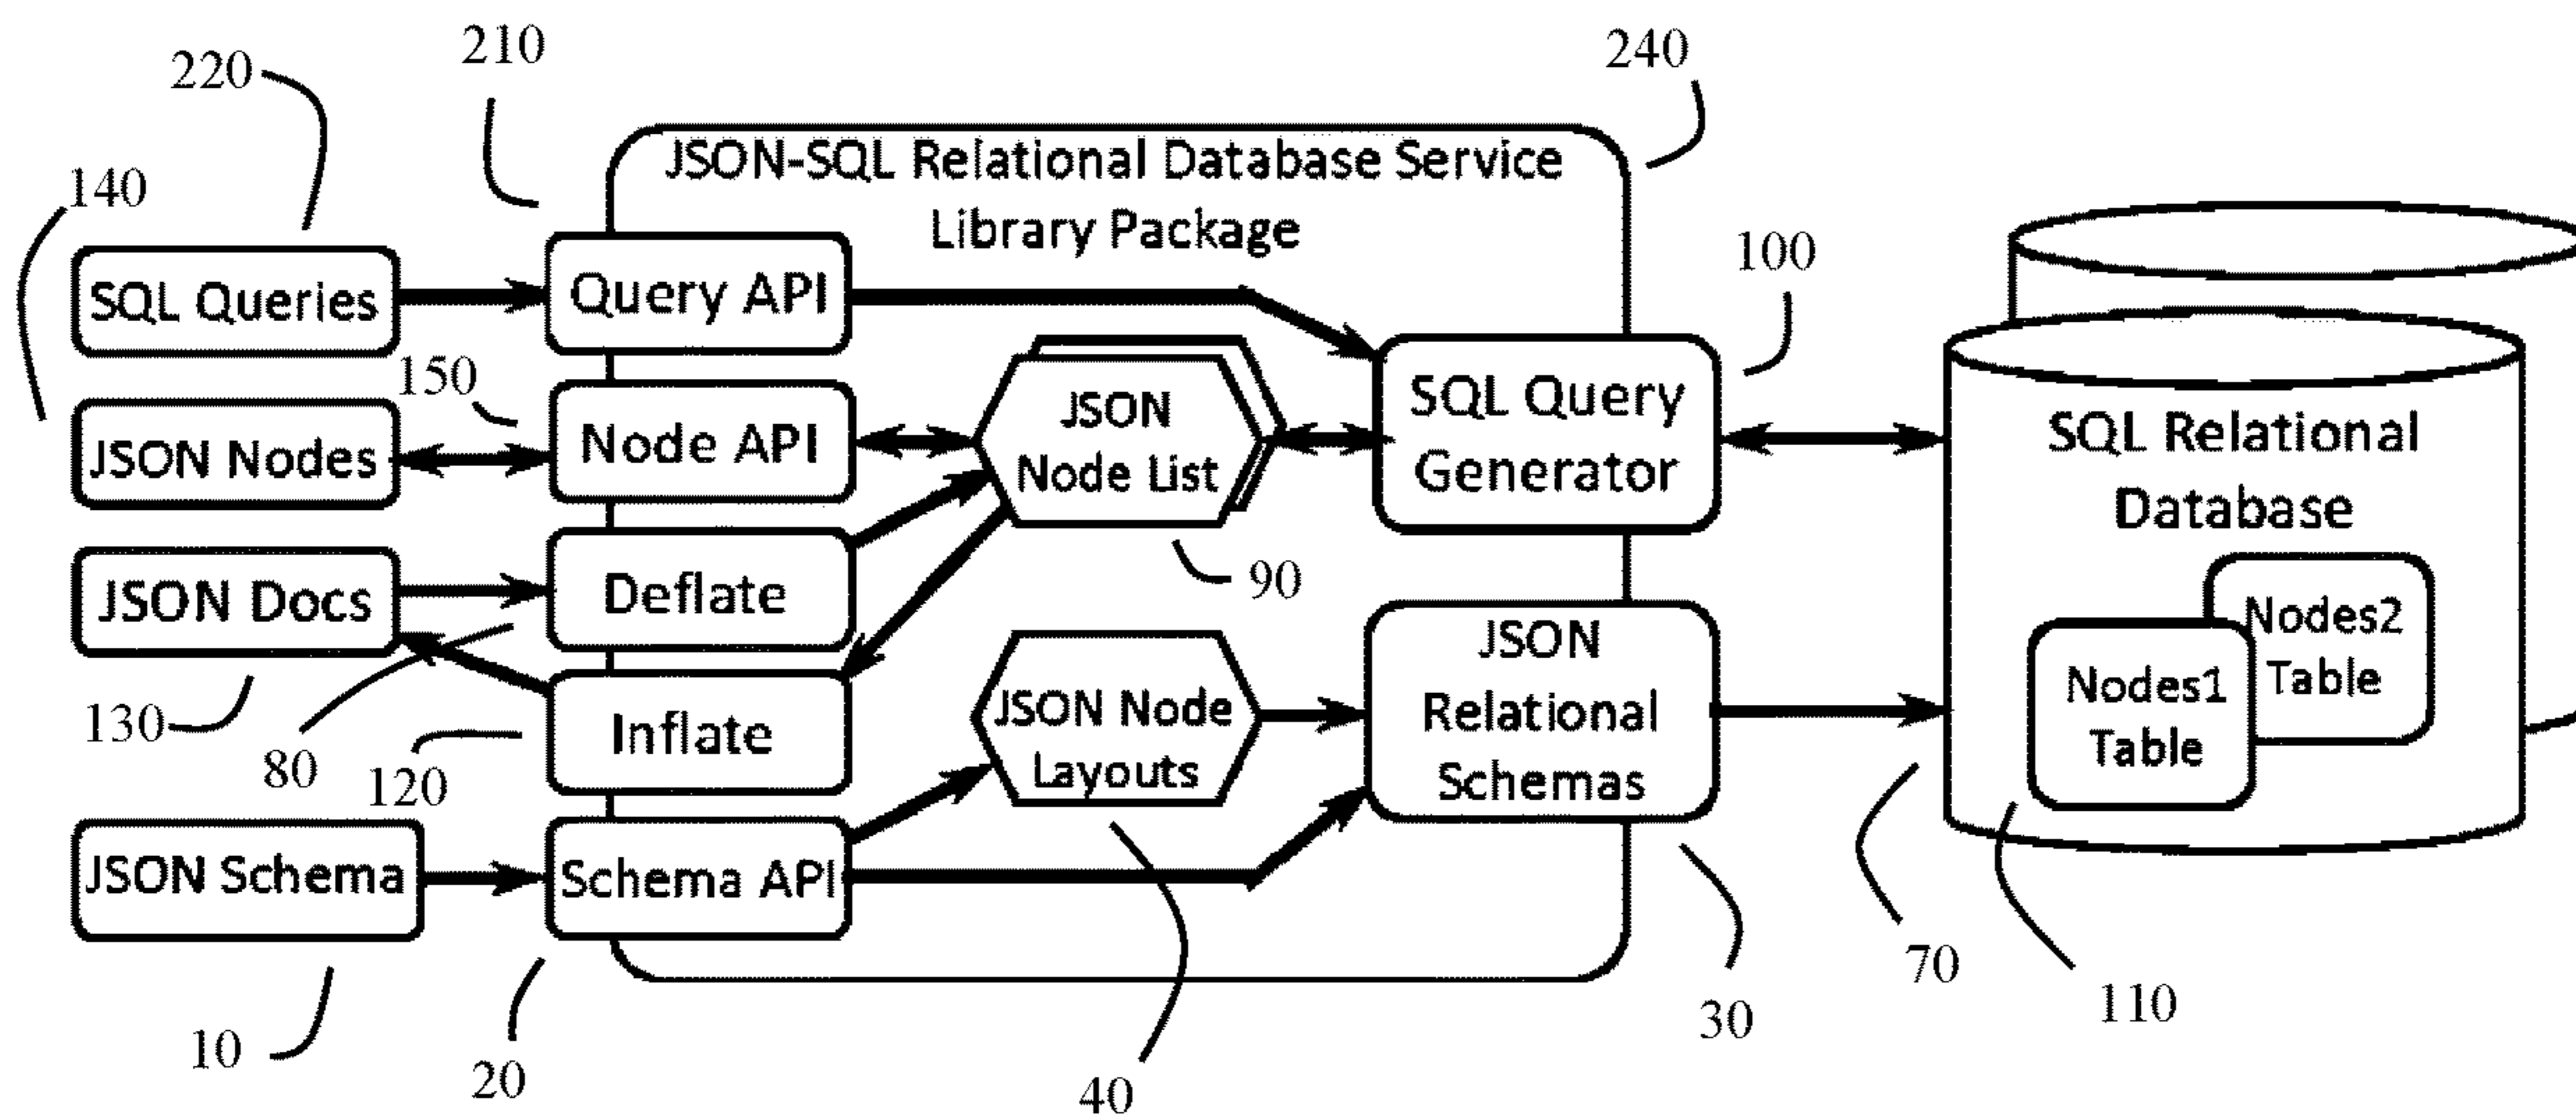 210
240
220
JSON-SQL Relational Database Service
Library Package
140
100
SQL Queries
Query API
150
JSON Nodes
Node API
JSON
Node List
SQL Query
Generator
SQL Relational
Database
90
JSON Docs
Deflate
Inflate
130
80
120
JSON Node
Layouts
JSON
Relational
Schemas
Nodes2
Table
Nodes1
Table
JSON Schema
Schema API
10
20
40
30
70
110